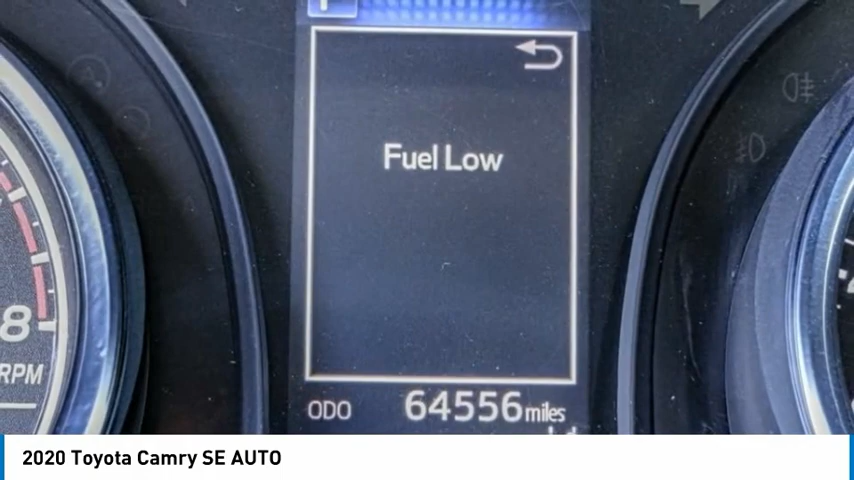 Fuel Low
8
RPM
ODO 64556 miles
2020 Toyota Camry SE AUTO